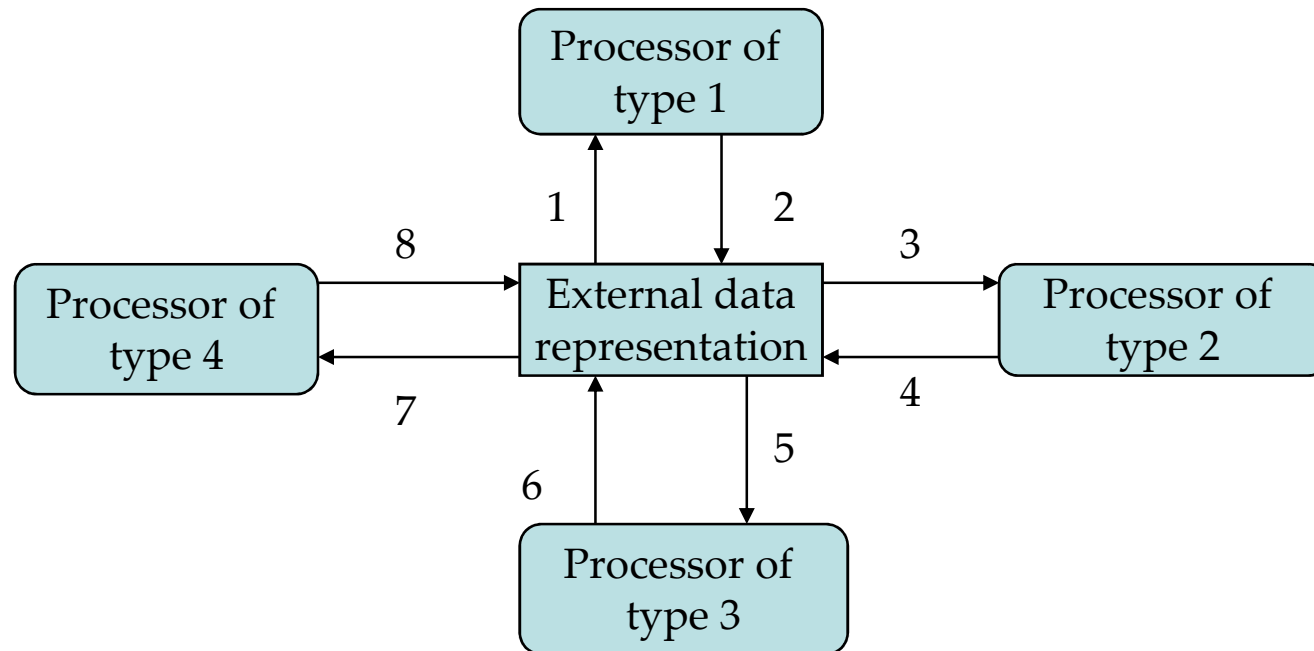 Processor of
type 1
1
2
8
3
Processor of
type 4
External data
representation
Processor of
type 2
7
4
6
5
Processor of
type 3